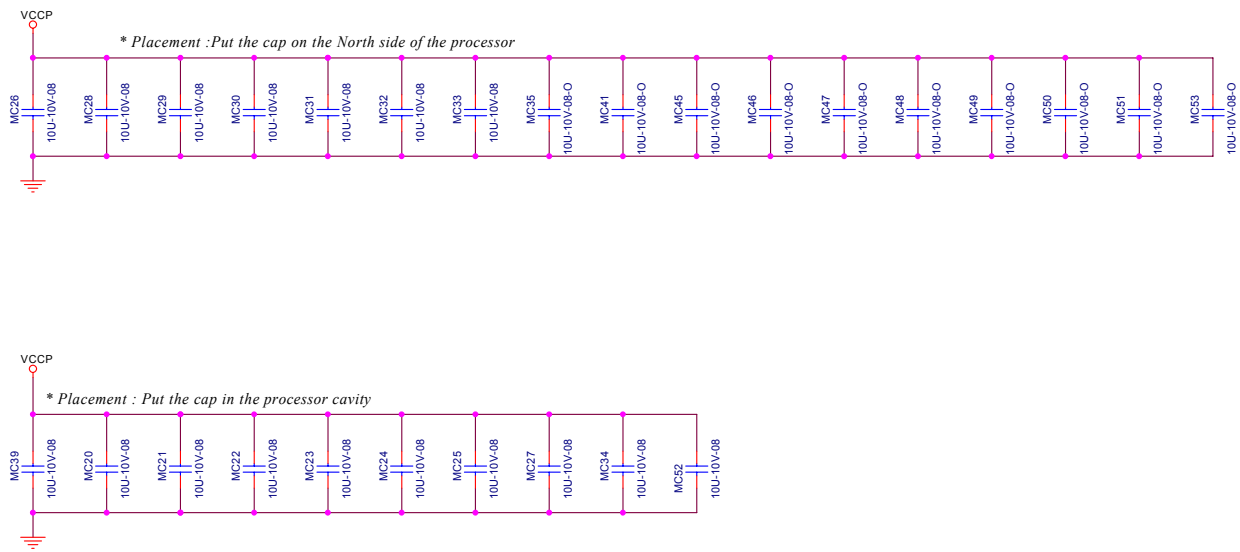 VCCP
* Placement :Put the cap on the North side of the processor
MC26
10U-10V-08
MC28
10U-10V-08
MC29
10U-10V-08
MC30
10U-10V-08
MC31
10U-10V-08
MC32
10U-10V-08
MC33
10U-10V-08
MC35
10U-10V-08-O
MC41
10U-10V-08-O
MC45
10U-10V-08-O
MC46
10U-10V-08-O
MC47
10U-10V-08-O
MC48
10U-10V-08-O
MC49
10U-10V-08-O
MC50
10U-10V-08-O
MC51
10U-10V-08-O
MC53
10U-10V-08-O
VCCP
* Placement : Put the cap in the processor cavity
MC39
10U-10V-08
MC20
10U-10V-08
MC21
10U-10V-08
MC22
10U-10V-08
MC23
10U-10V-08
MC24
10U-10V-08
MC25
10U-10V-08
MC27
10U-10V-08
MC34
10U-10V-08
MC52
10U-10V-08